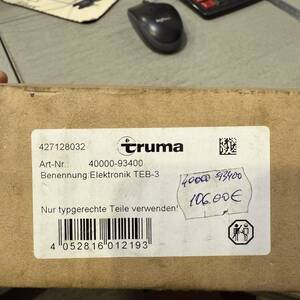 427128032
truma
Art-Nr.: 40000-93400
Benennung: Elektronik TEB-3
40000-93400
106.00€
Nur typgerechte Teile verwenden!
4 052816 012193